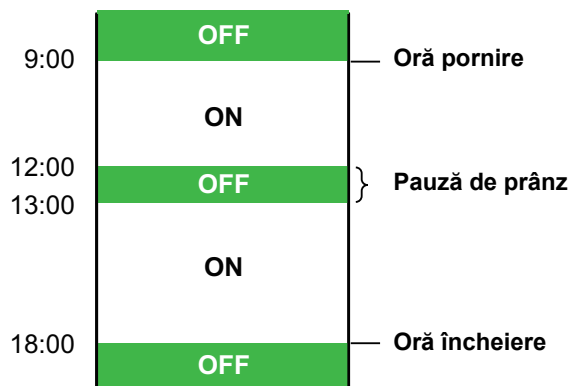 OFF
9:00 Oră pornire
ON
12:00
OFF Pauză de prânz
13:00
ON
18:00 Oră încheiere
OFF